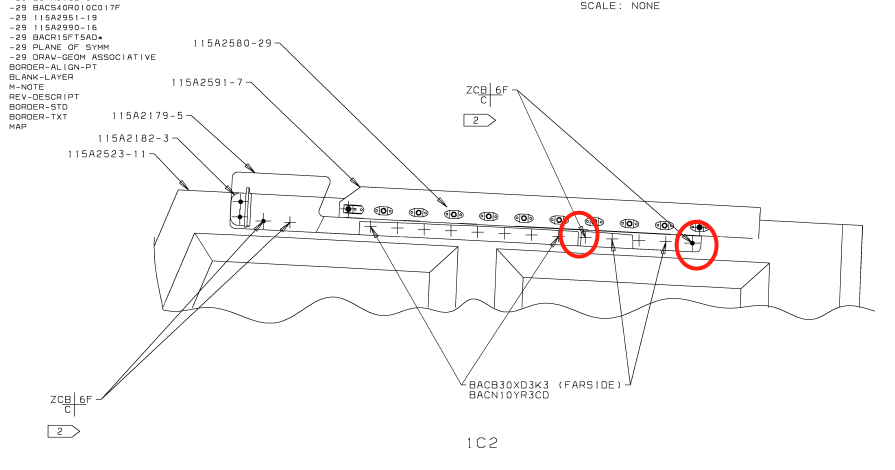 -29 BACS40R010C017F
-29 115A2951-19
-29 115A2990-16
-29 BACR15FT5AD*
-29 PLANE OF SYMM
-29 DRAW-GEOM ASSOCIATIVE
BORDER-ALIGN-PT
BLANK-LAYER
M-NOTE
REV-DESCRIPT
BORDER-STD
BORDER-TXT
MAP
SCALE: NONE
115A2580-29
115A2591-7
115A2179-5
115A2182-3
115A2523-11
ZCB 6F
C
2
ZCB 6F
C
2
BACB30XD3K3 (FARSIDE)
BACN10YR3CD
1C2